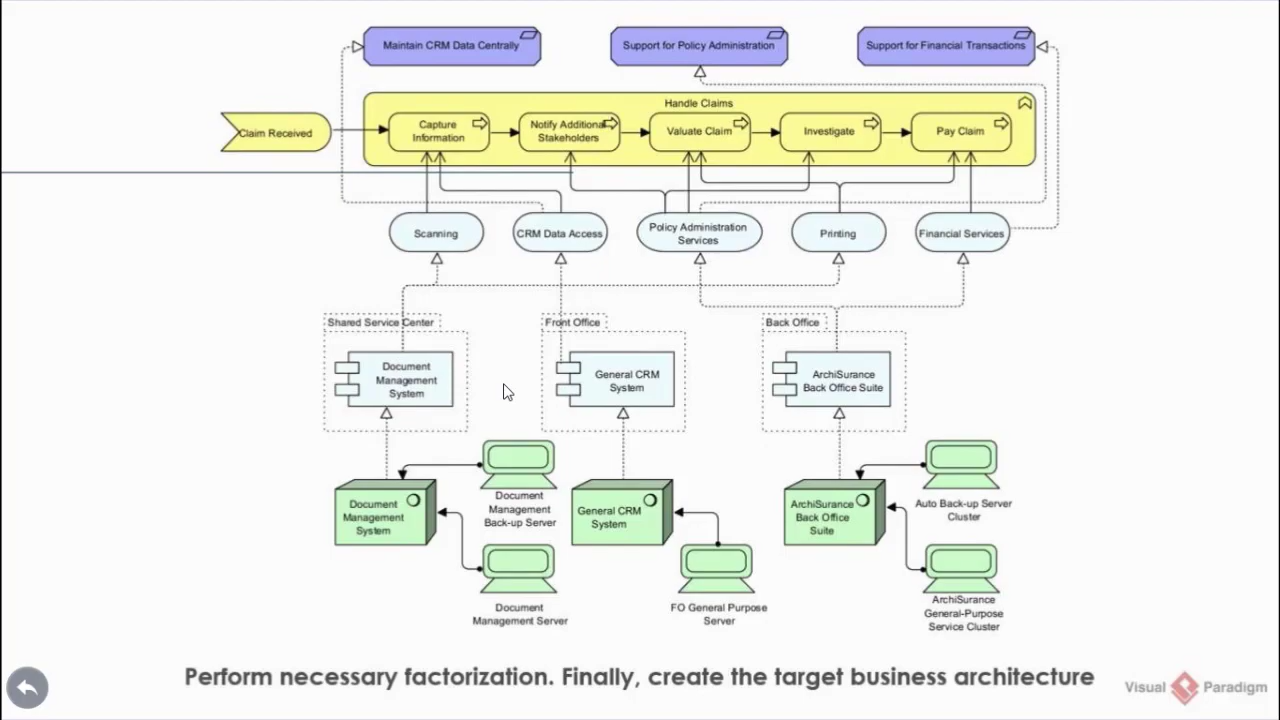 Maintain CRM Data Centrally
Support for Policy Administration
Support for Financial Transactions
Handle Claims
Claim Received
Capture
Information
Notify Additional
Stakeholders
Valuate Claim
Investigate
Pay Claim
Scanning
CRM Data Access
Policy Administration
Services
Printing
Financial Services
Shared Service Center
Front Office
Back Office
Document
Management
System
General CRM
System
ArchiSurance
Back Office Suite
Document
Management
System
Document
Management
Back-up Server
Document
Management Server
General CRM
System
FO General Purpose
Server
ArchiSurance
Back Office
Suite
Auto Back-up Server
Cluster
ArchiSurance
General-Purpose
Service Cluster
Perform necessary factorization. Finally, create the target business architecture
Visual Paradigm